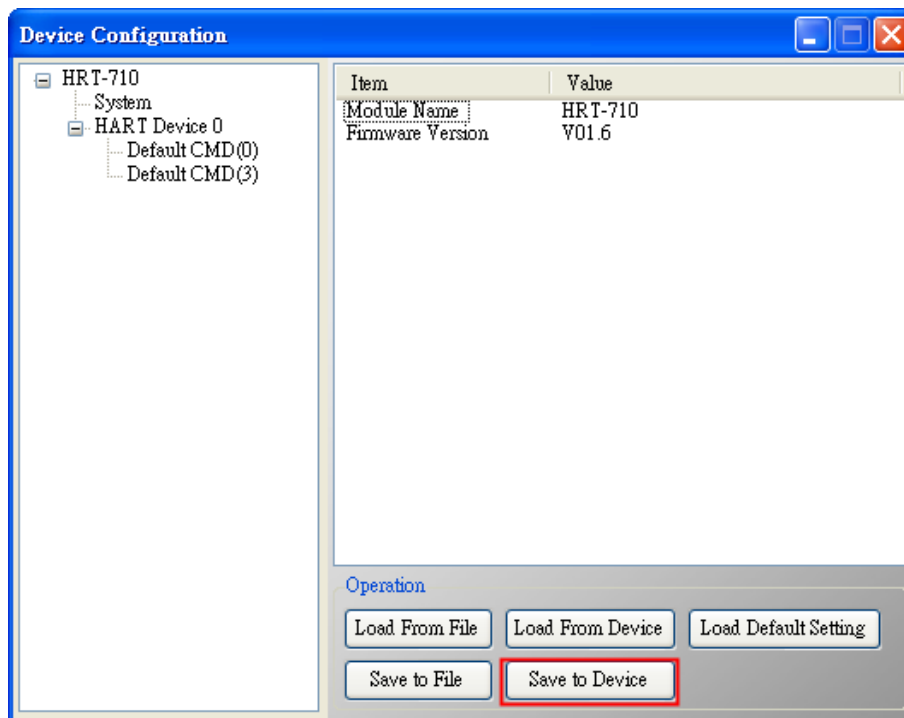 Device Configuration
HRT-710
System
HART Device 0
Default CMD(0)
Default CMD(3)
Item Value
Module Name HRT-710
Firmware Version V01.6
Operation
Load From File Load From Device Load Default Setting
Save to File Save to Device